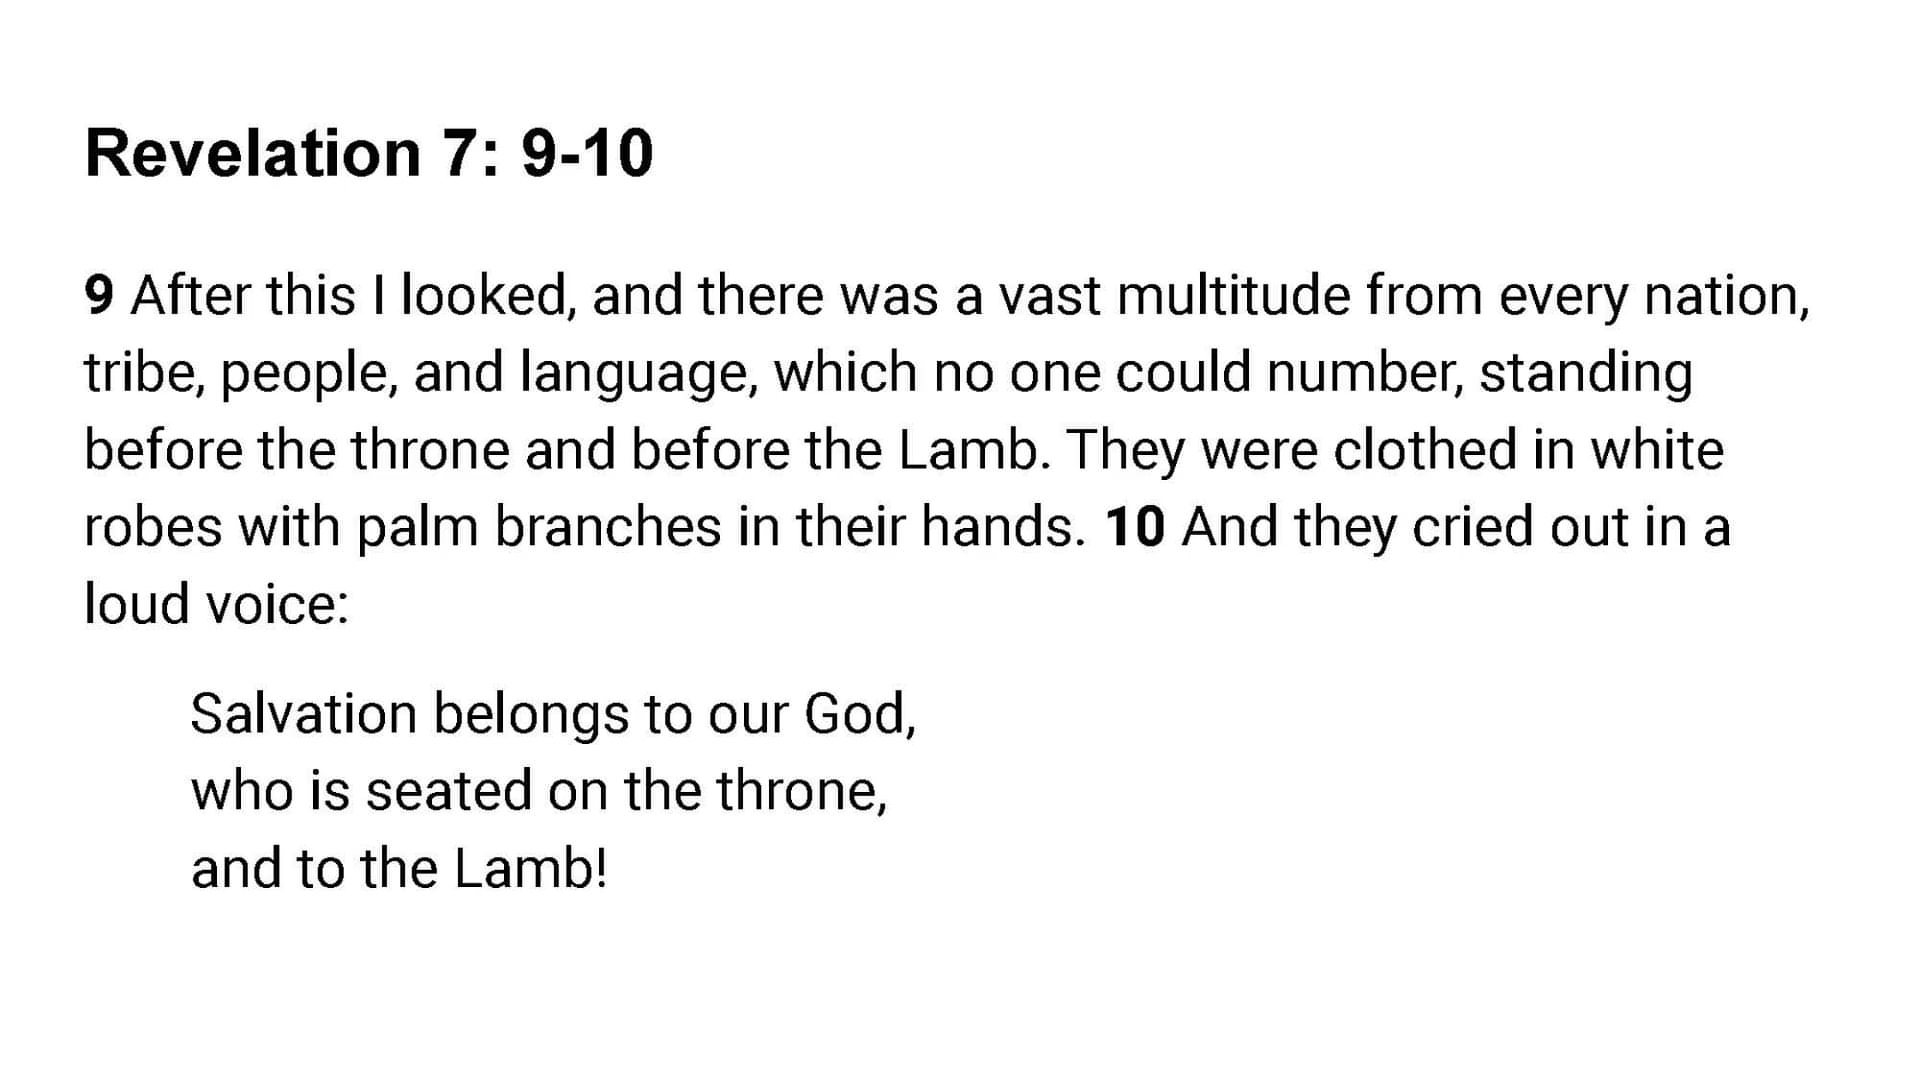 Revelation 7: 9-10
9 After this I looked, and there was a vast multitude from every nation,
tribe, people, and language, which no one could number, standing
before the throne and before the Lamb. They were clothed in white
robes with palm branches in their hands. 10 And they cried out in a
loud voice:
Salvation belongs to our God,
who is seated on the throne,
and to the Lamb!